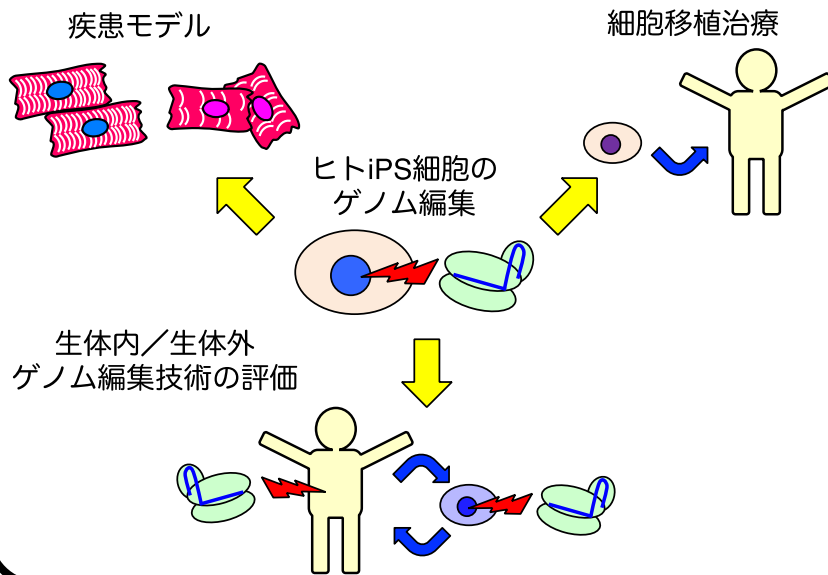 疾患モデル
細胞移植治療
ヒトiPS細胞の
ゲノム編集
生体内／生体外
ゲノム編集技術の評価